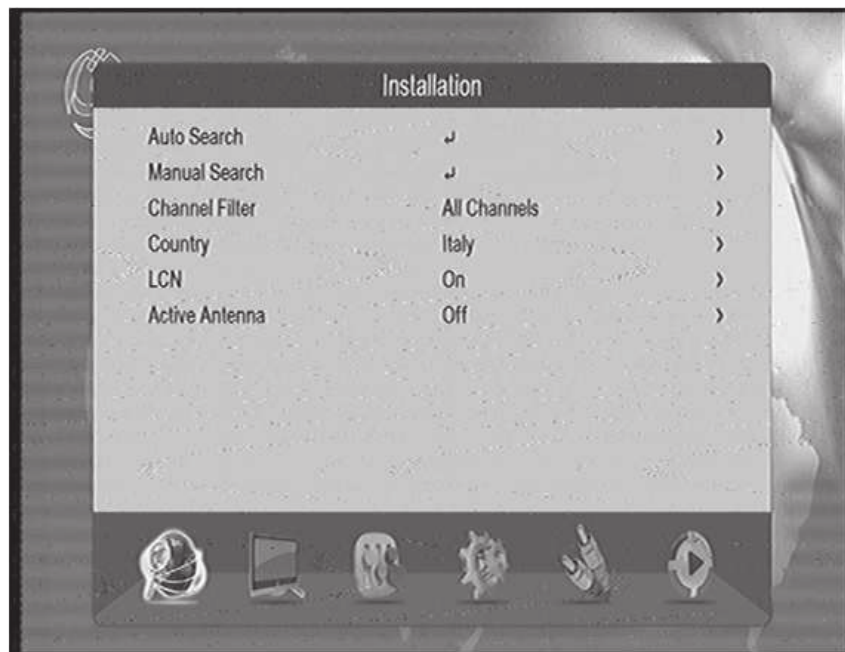 Installation
Auto Search ↲ ❭
Manual Search ↲ ❭
Channel Filter All Channels ❭
Country Italy ❭
LCN On ❭
Active Antenna Off ❭